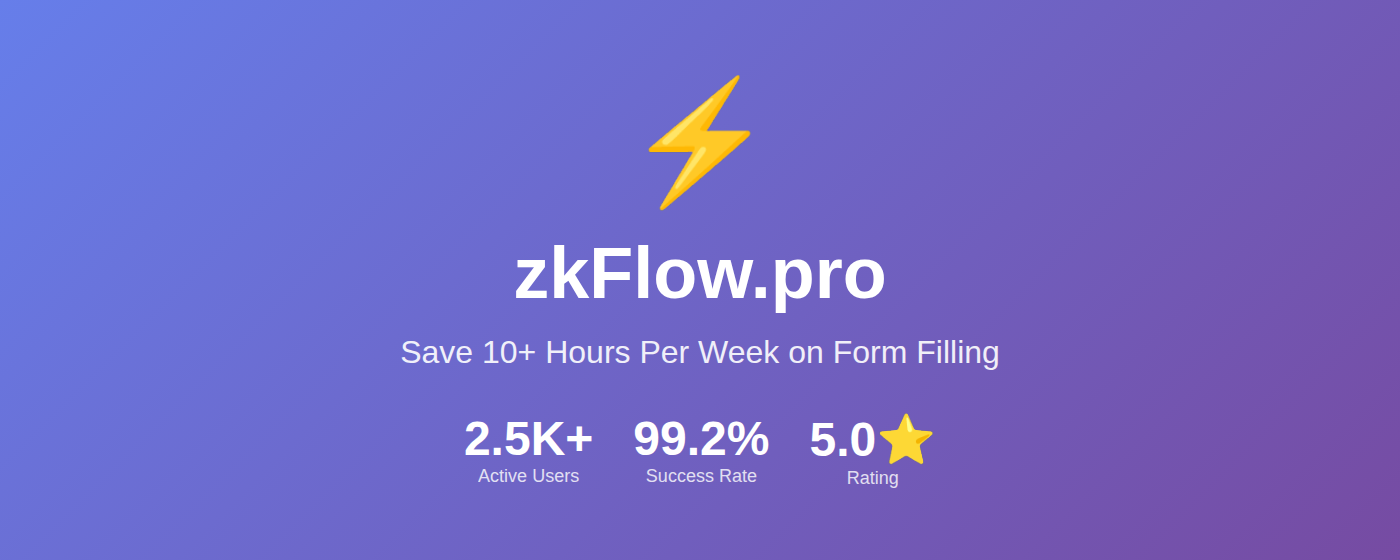 zkFlow.pro
Save 10+ Hours Per Week on Form Filling
2.5K+ 99.2% 5.0⭐
Active Users Success Rate Rating